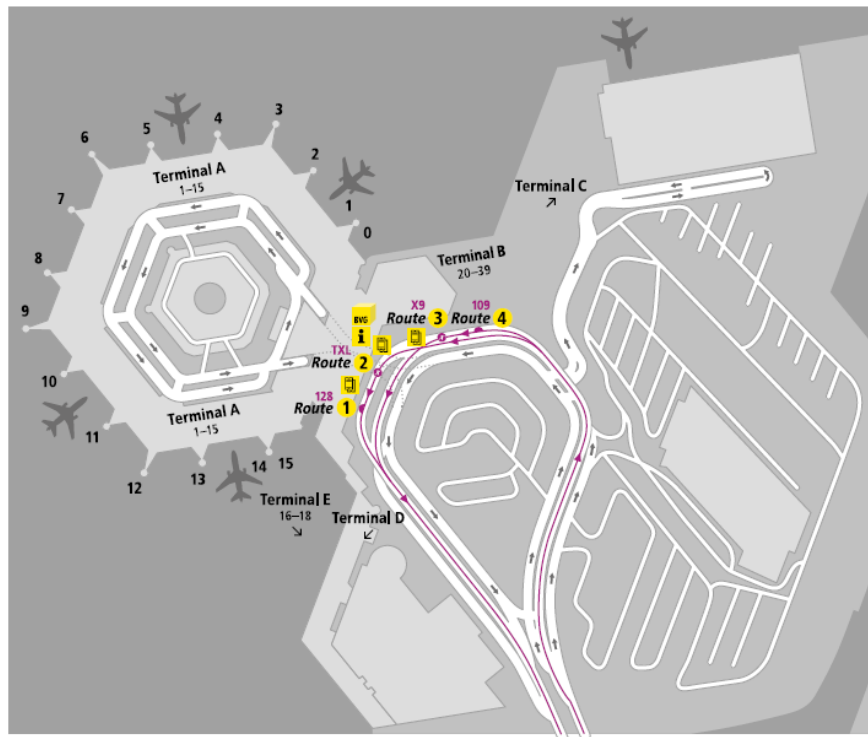 3
4
5
6
2
Terminal A
1–15
1
7
0
Terminal C
8
Terminal B
20–39
9
X9
109
BVG
Route 3
Route 4
i
TXL
Route 2
10
128
Route 1
Terminal A
1–15
11
12
13
14
15
Terminal E
16–18
Terminal D